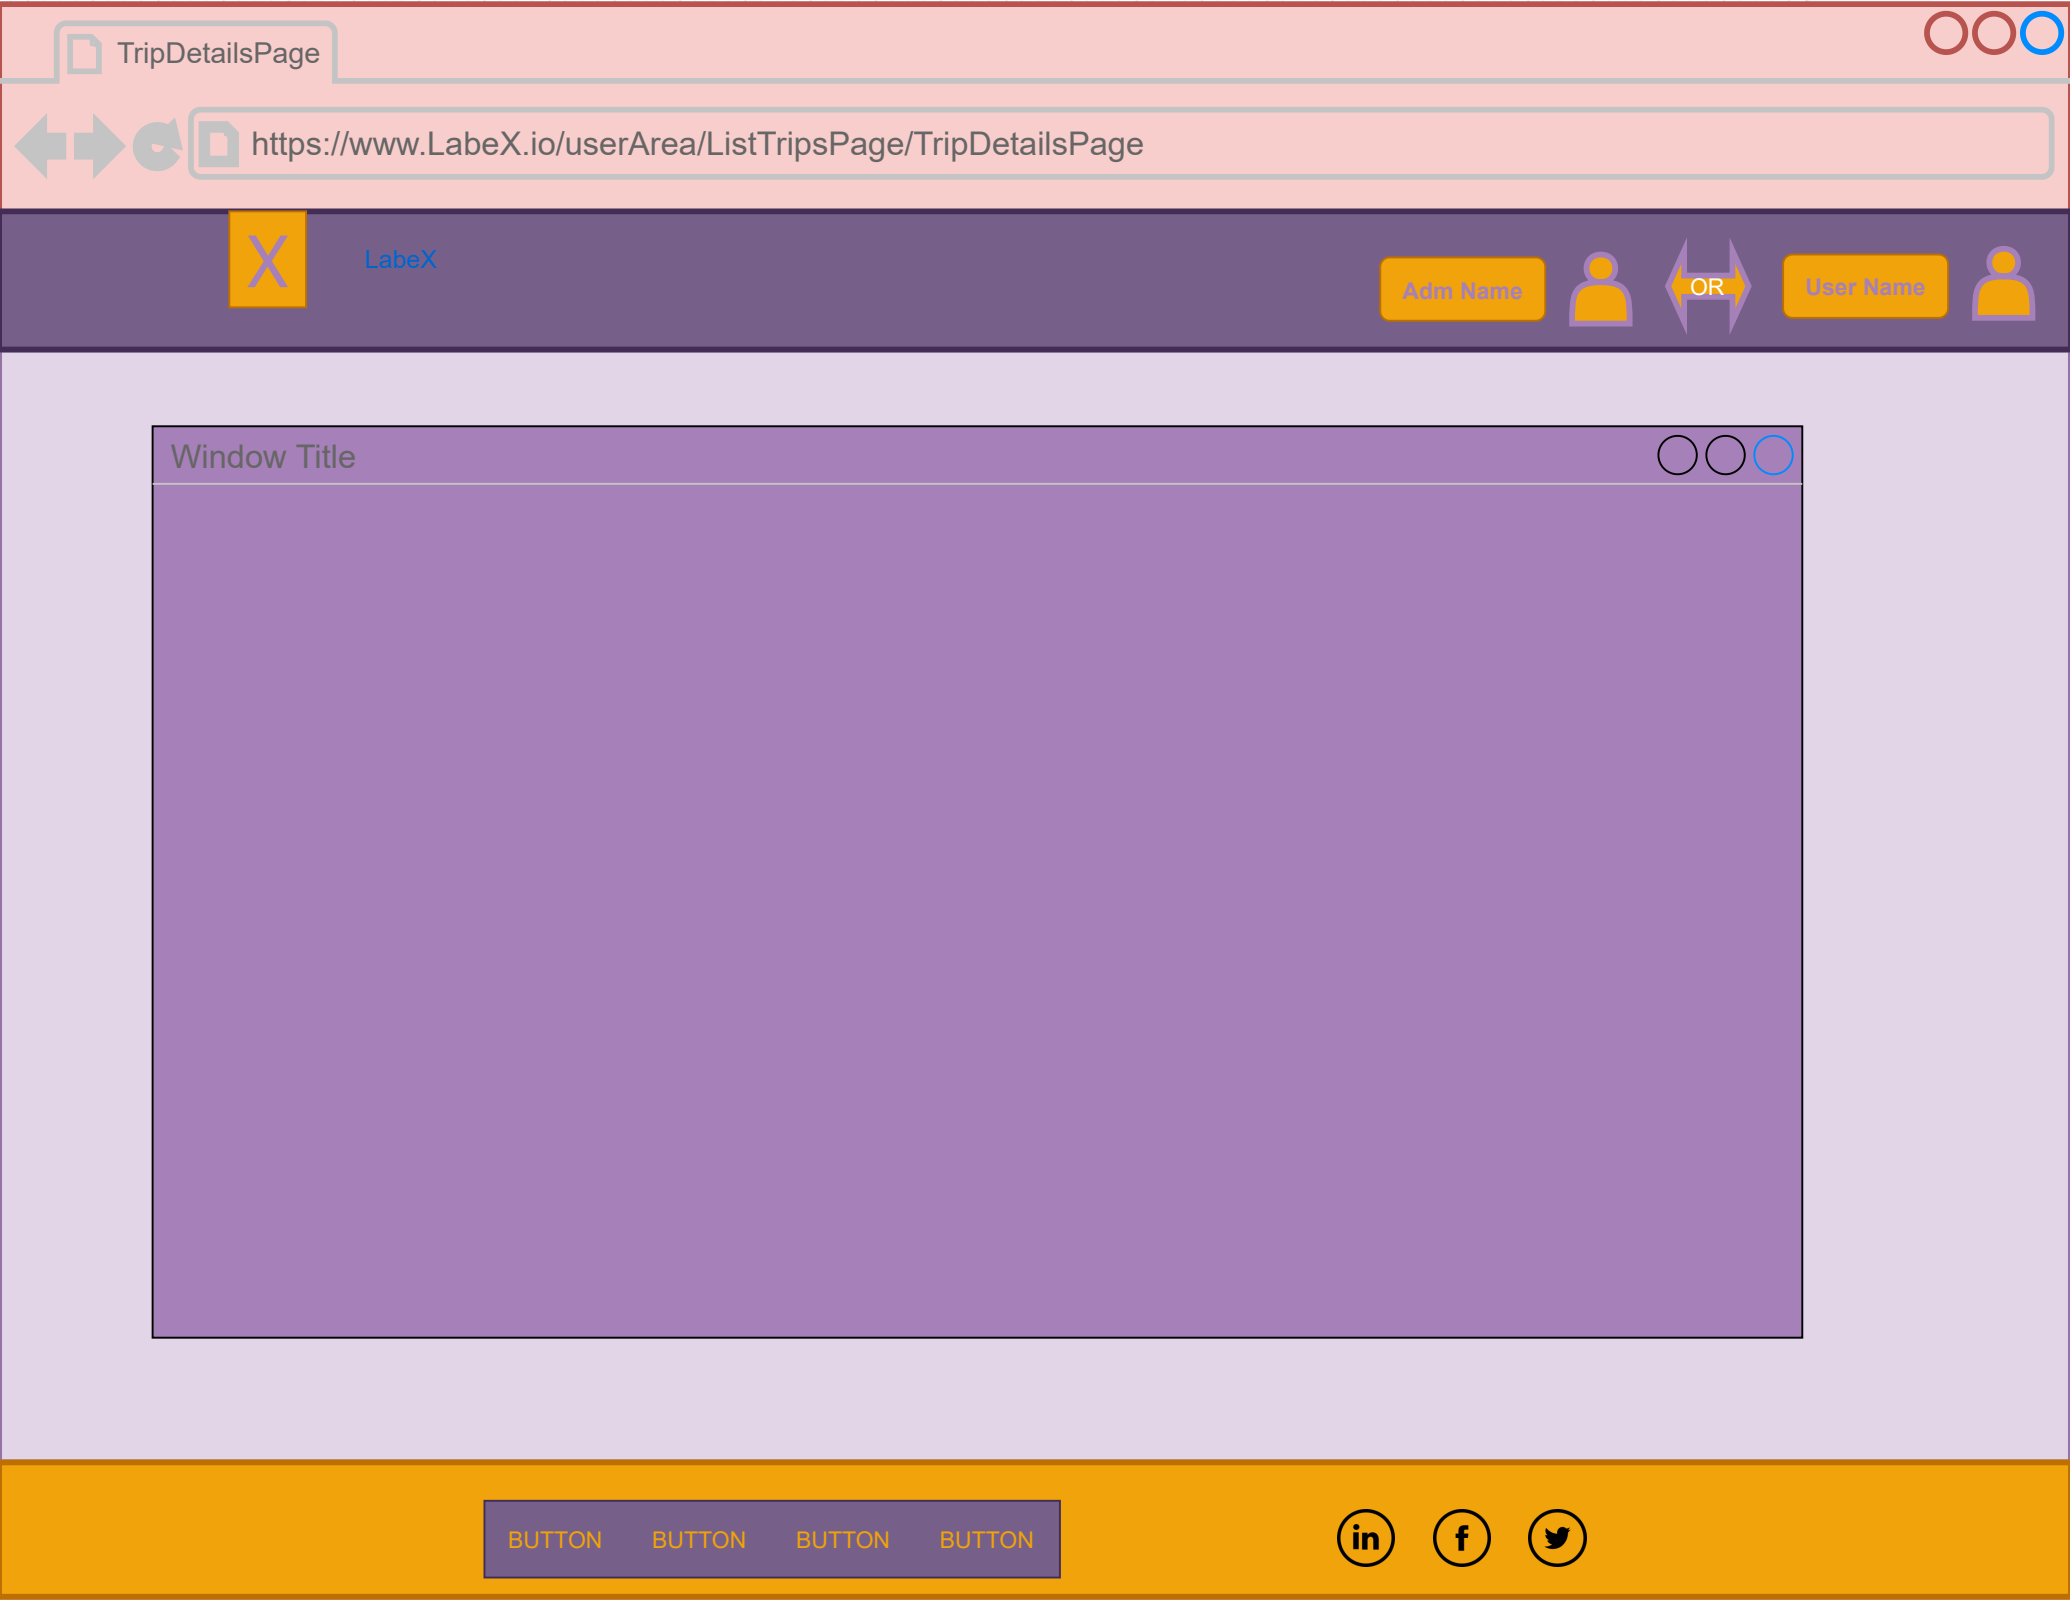 TripDetailsPage
https://www.LabeX.io/userArea/ListTripsPage/TripDetailsPage
X
LabeX
Adm Name
OR
User Name
Window Title
BUTTON BUTTON BUTTON BUTTON
in f